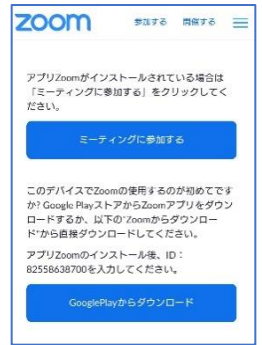 zoom 参加する 開催する
アプリZoomがインストールされている場合は
「ミーティングに参加する」をクリックしてく
ださい。
ミーティングに参加する
このデバイスでZoomの使用するのが初めてです
か? Google PlayストアからZoomアプリをダウン
ロードするか、以下の"Zoomからダウンロー
ド"から直接ダウンロードしてください。
アプリZoomのインストール後、ID：
82558638700を入力してください。
GooglePlayからダウンロード